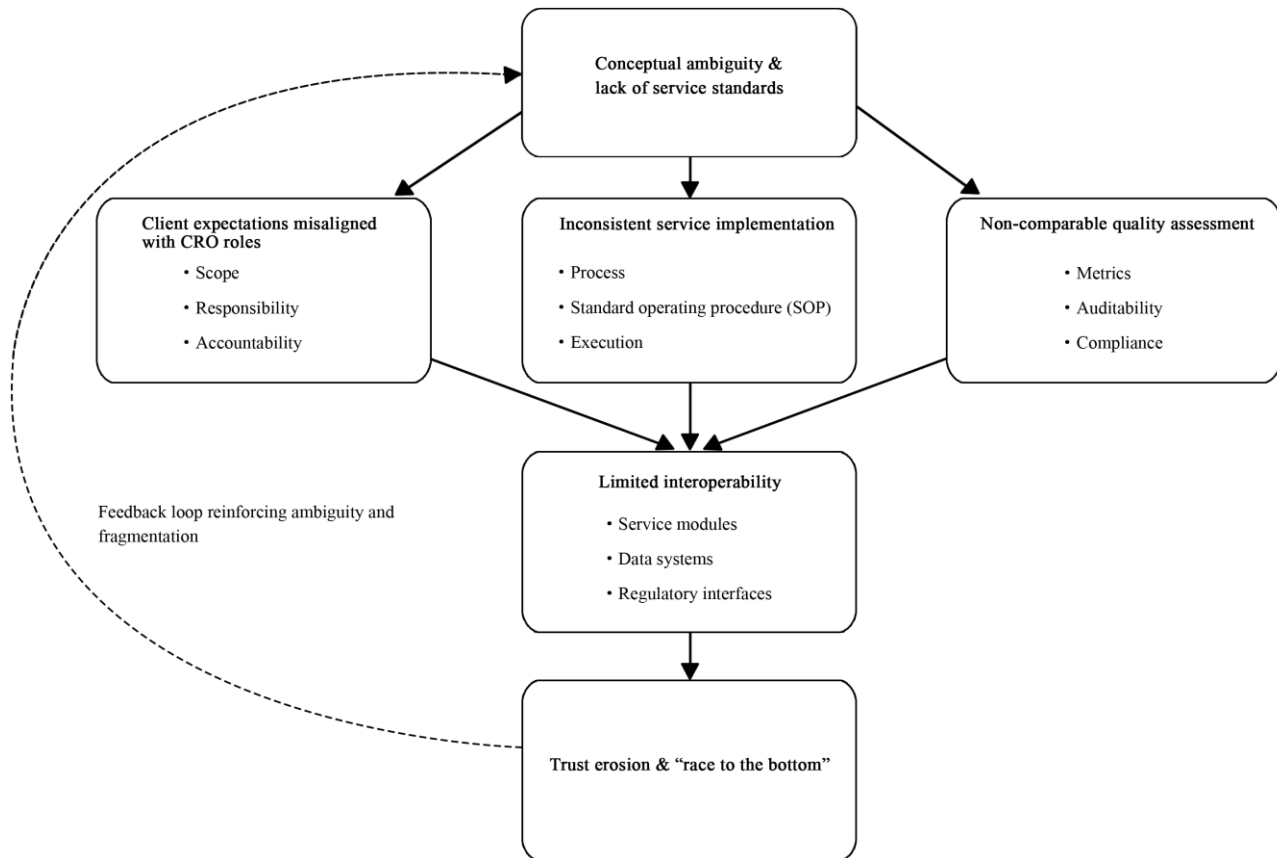 Conceptual ambiguity &
lack of service standards
Client expectations misaligned
with CRO roles
• Scope
• Responsibility
• Accountability
Inconsistent service implementation
• Process
• Standard operating procedure (SOP)
• Execution
Non-comparable quality assessment
• Metrics
• Auditability
• Compliance
Limited interoperability
• Service modules
• Data systems
• Regulatory interfaces
Feedback loop reinforcing ambiguity and
fragmentation
Trust erosion & “race to the bottom”